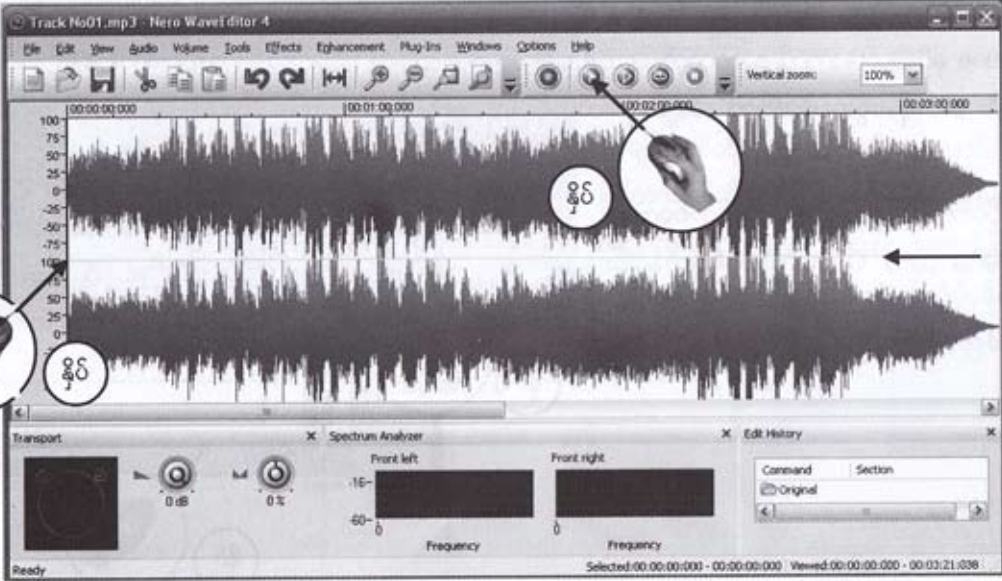 Track No01.mp3 - Nero WaveEditor 4
File Edit View Audio Volume Tools Effects Enhancement Plug-Ins Windows Options Help
Vertical zoom: 100%
00:00:00:000 00:01:00:000 00:02:00:000 00:03:00:000
100-
75-
50-
25-
0-
-25-
-50-
-75-
နှိပ်
100-
50-
25-
0-
နှိပ်
Transport Spectrum Analyzer Edit History
Front left Front right
Command Section
-16-
Original
0 dB 0 %
-60-
0 0
Frequency Frequency
Ready Selected:00:00:00:000 - 00:00:00:000 Viewed:00:00:00:000 - 00:03:21:038